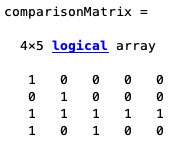 comparisonMatrix =
4×5 logical array
1 0 0 0 0
0 1 0 0 0
1 1 1 1 1
1 0 1 0 0